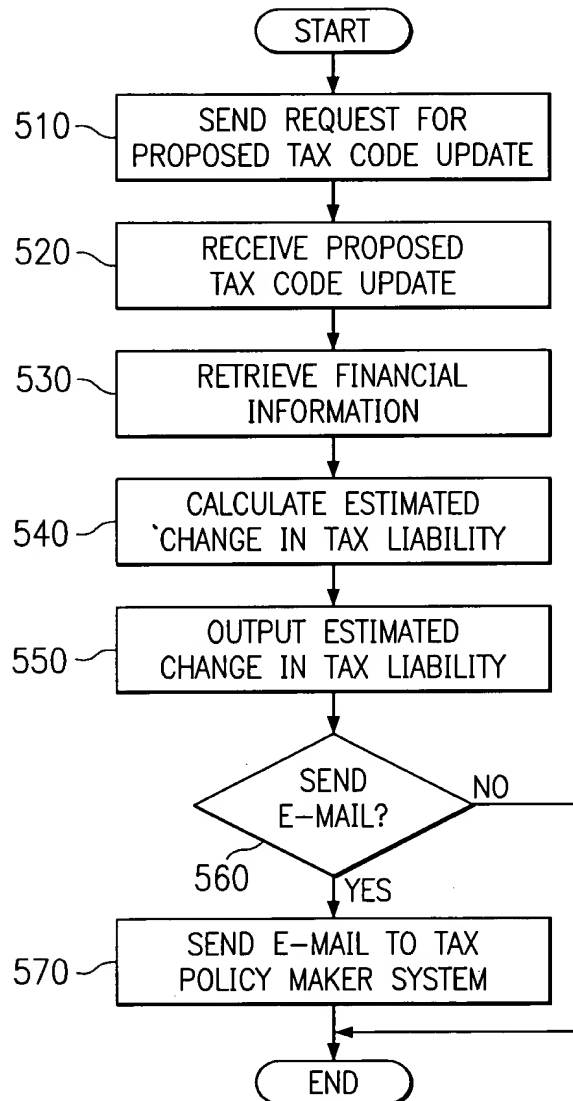 START
510
SEND REQUEST FOR
PROPOSED TAX CODE UPDATE
520
RECEIVE PROPOSED
TAX CODE UPDATE
530
RETRIEVE FINANCIAL
INFORMATION
540
CALCULATE ESTIMATED
CHANGE IN TAX LIABILITY
550
OUTPUT ESTIMATED
CHANGE IN TAX LIABILITY
SEND
E-MAIL?
NO
560
YES
570
SEND E-MAIL TO TAX
POLICY MAKER SYSTEM
END